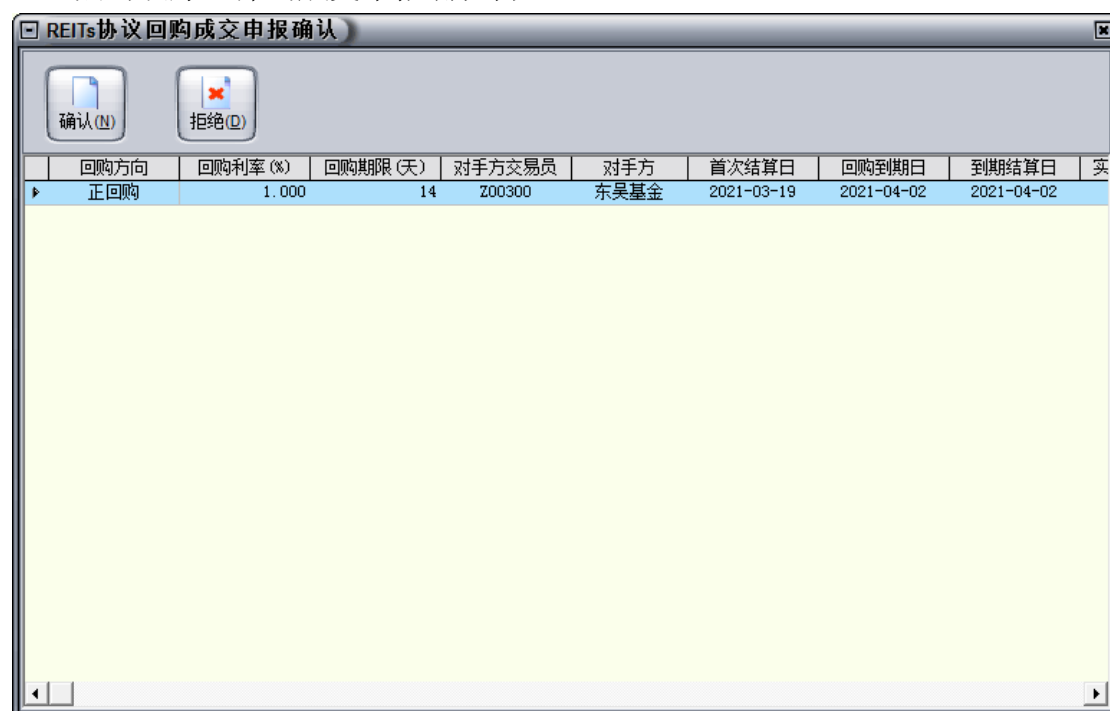 REITs协议回购成交申报确认
确认(N) 拒绝(D)
回购方向 回购利率(%) 回购期限(天) 对手方交易员 对手方 首次结算日 回购到期日 到期结算日 实
正回购 1.000 14 Z00300 东吴基金 2021-03-19 2021-04-02 2021-04-02